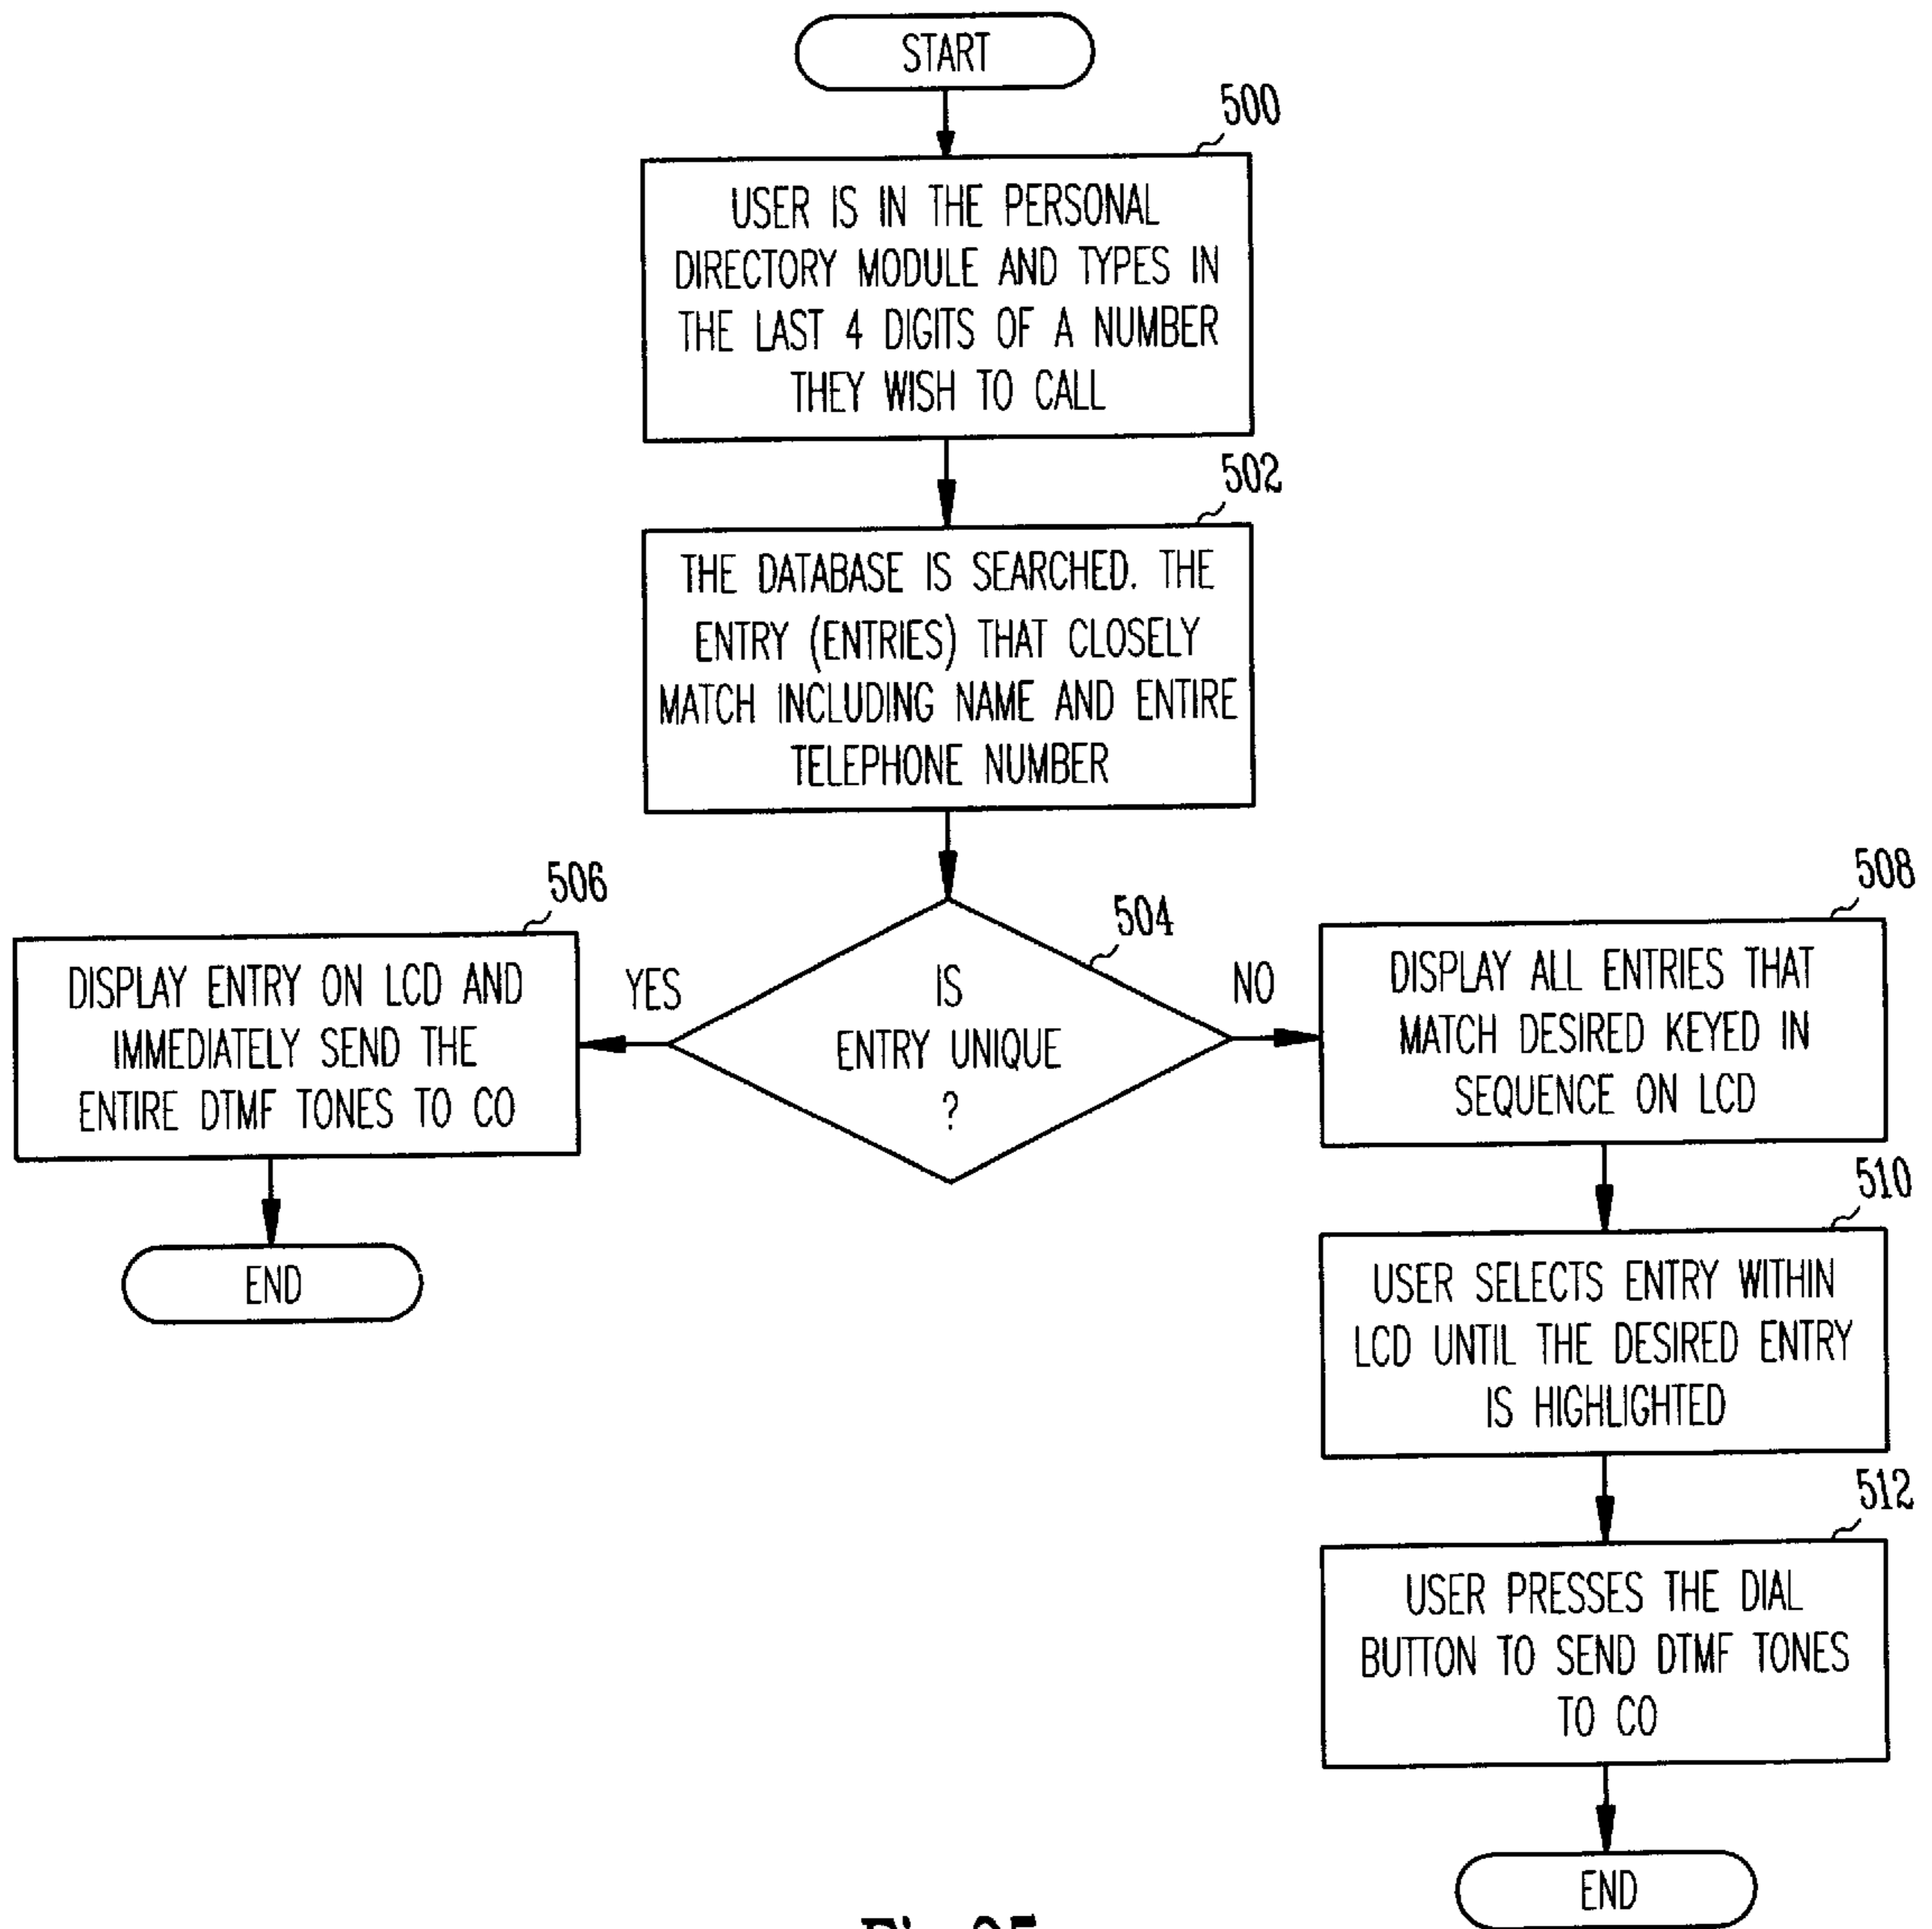 START
500
USER IS IN THE PERSONAL
DIRECTORY MODULE AND TYPES IN
THE LAST 4 DIGITS OF A NUMBER
THEY WISH TO CALL
502
THE DATABASE IS SEARCHED. THE
ENTRY (ENTRIES) THAT CLOSELY
MATCH INCLUDING NAME AND ENTIRE
TELEPHONE NUMBER
504
IS
ENTRY UNIQUE
?
YES
NO
506
DISPLAY ENTRY ON LCD AND
IMMEDIATELY SEND THE
ENTIRE DTMF TONES TO CO
END
508
DISPLAY ALL ENTRIES THAT
MATCH DESIRED KEYED IN
SEQUENCE ON LCD
510
USER SELECTS ENTRY WITHIN
LCD UNTIL THE DESIRED ENTRY
IS HIGHLIGHTED
512
USER PRESSES THE DIAL
BUTTON TO SEND DTMF TONES
TO CO
END